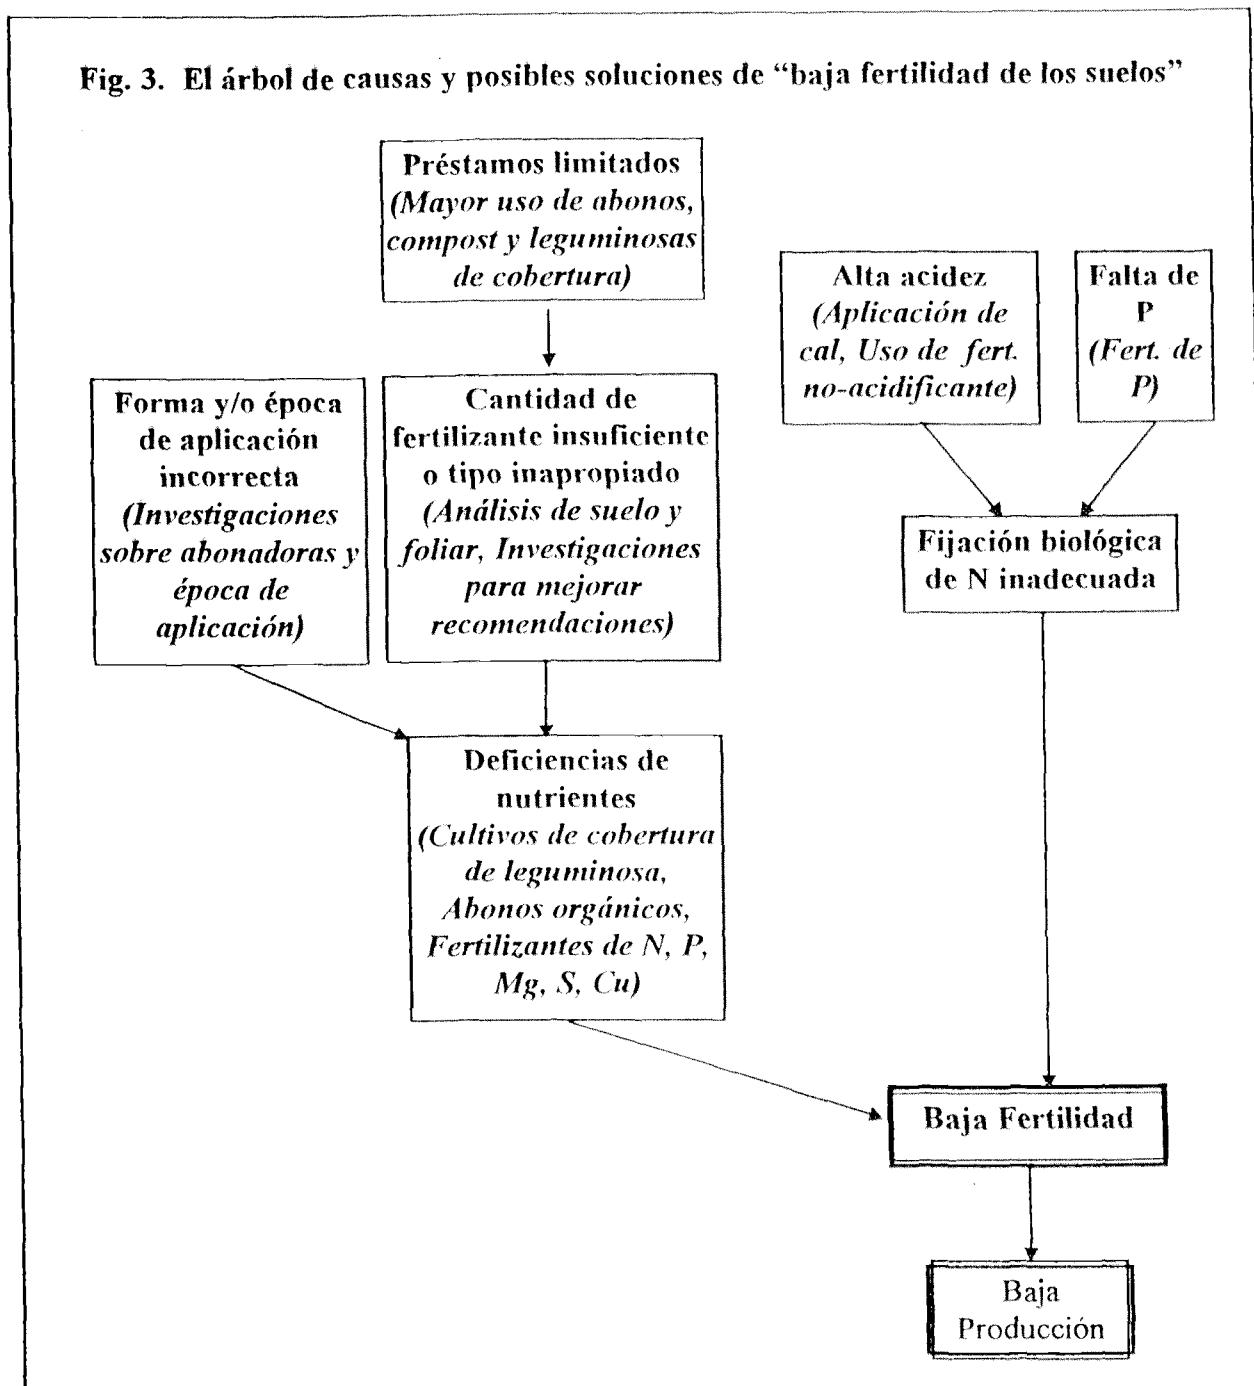 Fig. 3. El árbol de causas y posibles soluciones de “baja fertilidad de los suelos”
Préstamos limitados
(Mayor uso de abonos,
compost y leguminosas
de cobertura)
Alta acidez
(Aplicación de
cal, Uso de fert.
no-acidificante)
Falta de
P
(Fert. de
P)
Forma y/o época
de aplicación
incorrecta
(Investigaciones
sobre abonadoras y
época de
aplicación)
Cantidad de
fertilizante insuficiente
o tipo inapropiado
(Análisis de suelo y
foliar, Investigaciones
para mejorar
recomendaciones)
Fijación biológica
de N inadecuada
Deficiencias de
nutrientes
(Cultivos de cobertura
de leguminosa,
Abonos orgánicos,
Fertilizantes de N, P,
Mg, S, Cu)
Baja Fertilidad
Baja
Producción